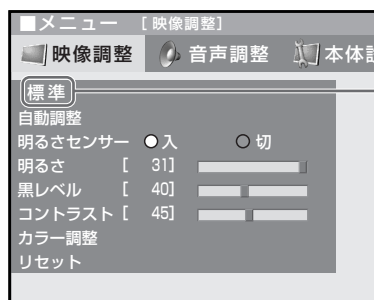 ■メニュー [映像調整]
映像調整 音声調整 本体
標準
自動調整
明るさセンサー 入 切
明るさ [ 31]
黒レベル [ 40]
コントラスト [ 45]
カラー調整
リセット